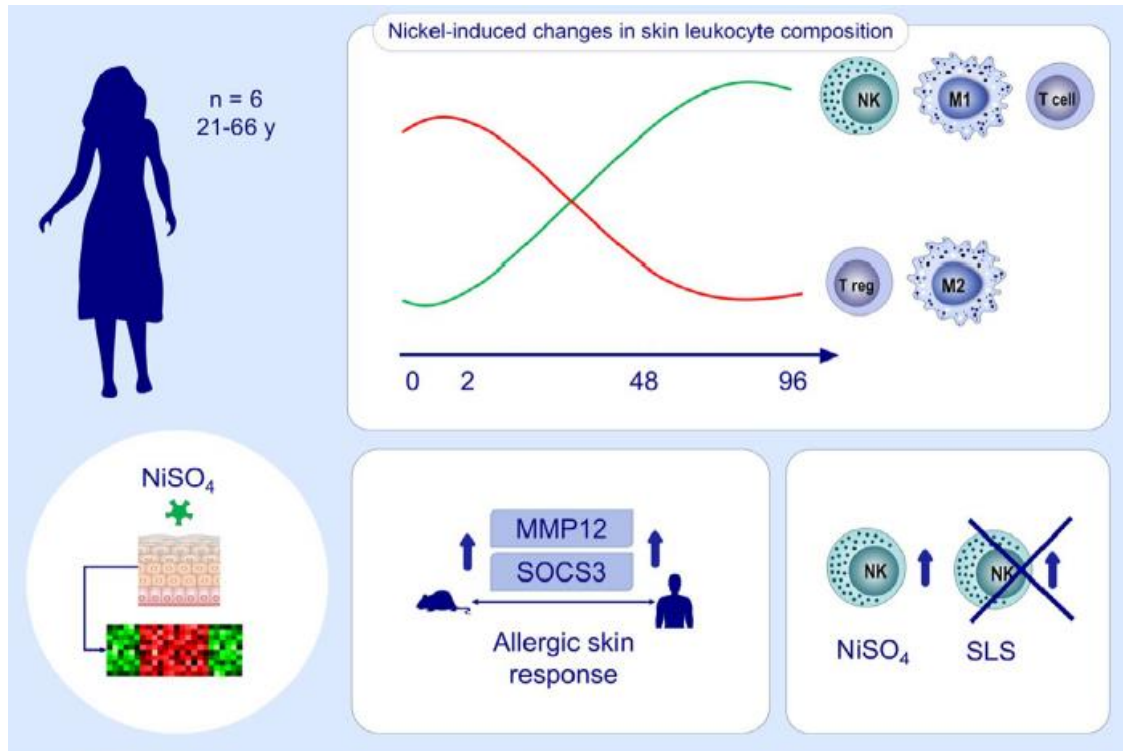 Nickel-induced changes in skin leukocyte composition
n = 6
21-66 y
NK
M1
T cell
T reg
M2
0 2 48 96
NiSO₄
MMP12
SOCS3
Allergic skin
response
NK
NK
NiSO₄
SLS